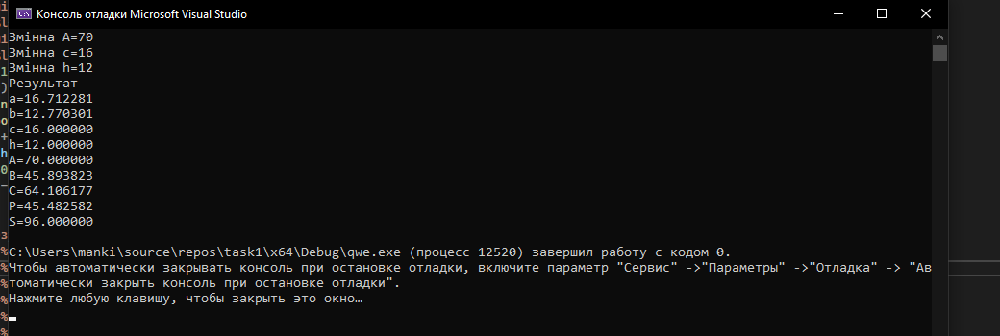 Консоль отладки Microsoft Visual Studio
Змінна A=70
Змінна c=16
Змінна h=12
Результат
a=16.712281
b=12.770301
c=16.000000
h=12.000000
A=70.000000
B=45.893823
C=64.106177
P=45.482582
S=96.000000
C:\Users\manki\source\repos\task1\x64\Debug\qwe.exe (процесс 12520) завершил работу с кодом 0.
Чтобы автоматически закрывать консоль при остановке отладки, включите параметр "Сервис" ->"Параметры" ->"Отладка" -> "Ав
томатически закрыть консоль при остановке отладки".
Нажмите любую клавишу, чтобы закрыть это окно…